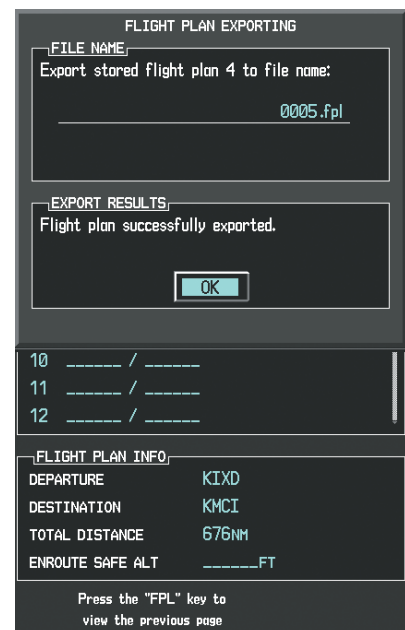 FLIGHT PLAN EXPORTING
FILE NAME
Export stored flight plan 4 to file name:
0005.fpl
EXPORT RESULTS
Flight plan successfully exported.
OK
10 ______ / ______
11 ______ / ______
12 ______ / ______
FLIGHT PLAN INFO
DEPARTURE KIXD
DESTINATION KMCI
TOTAL DISTANCE 676NM
ENROUTE SAFE ALT ______FT
Press the "FPL" key to
view the previous page